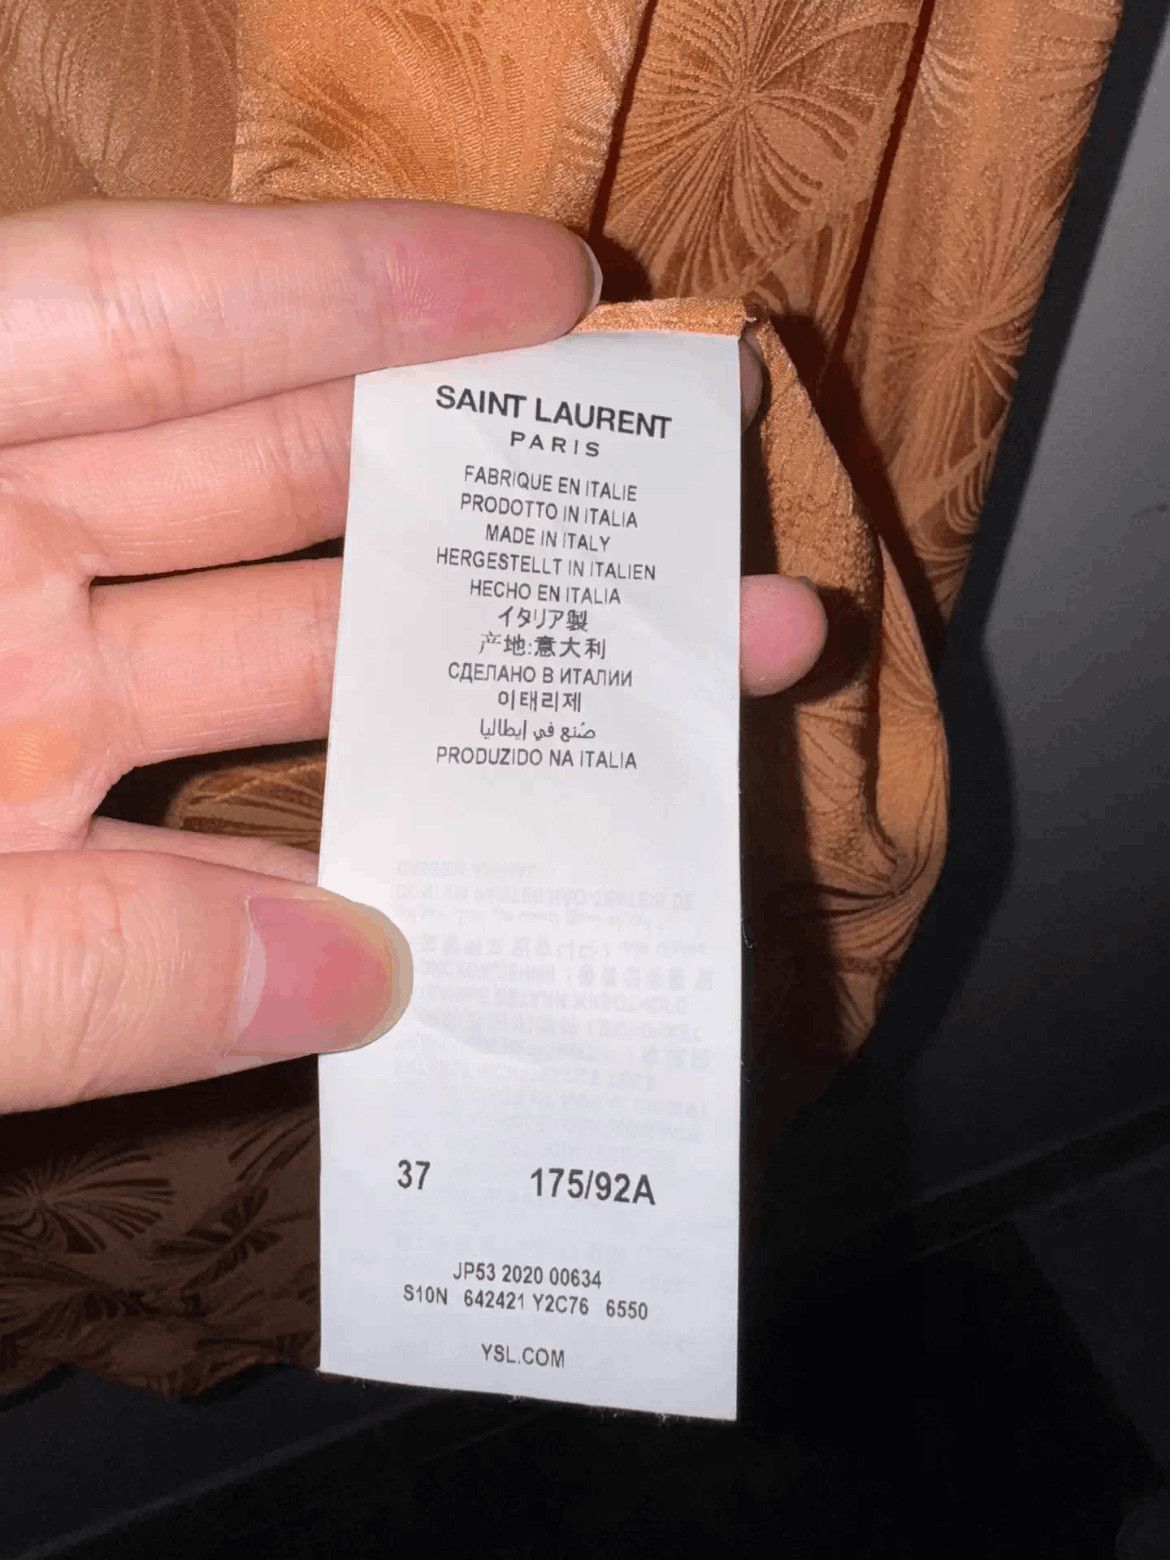 SAINT LAURENT
PARIS
FABRIQUE EN ITALIE
PRODOTTO IN ITALIA
MADE IN ITALY
HERGESTELLT IN ITALIEN
HECHO EN ITALIA
イタリア製
产地:意大利
СДЕЛАНО В ИТАЛИИ
이태리제
صُنع في إيطاليا
PRODUZIDO NA ITALIA
37 175/92A
JP53 2020 00634
S10N 642421 Y2C76 6550
YSL.COM